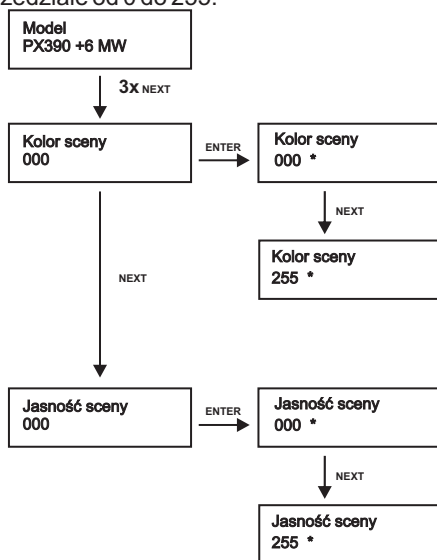 Model
PX390 +6 MW
3x NEXT
Kolor sceny
000
ENTER
Kolor sceny
000 *
NEXT
Kolor sceny
255 *
NEXT
Jasność sceny
000
ENTER
Jasność sceny
000 *
NEXT
Jasność sceny
255 *